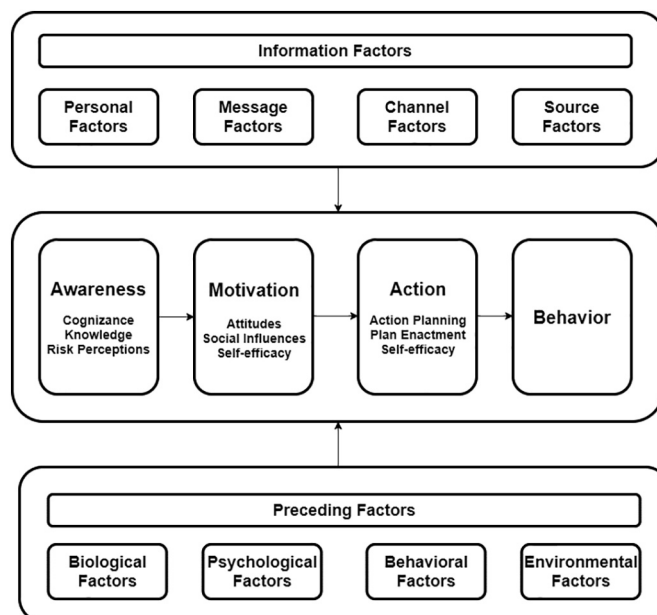 Information Factors
Personal
Factors
Message
Factors
Channel
Factors
Source
Factors
Awareness
Cognizance
Knowledge
Risk Perceptions
Motivation
Attitudes
Social Influences
Self-efficacy
Action
Action Planning
Plan Enactment
Self-efficacy
Behavior
Preceding Factors
Biological
Factors
Psychological
Factors
Behavioral
Factors
Environmental
Factors